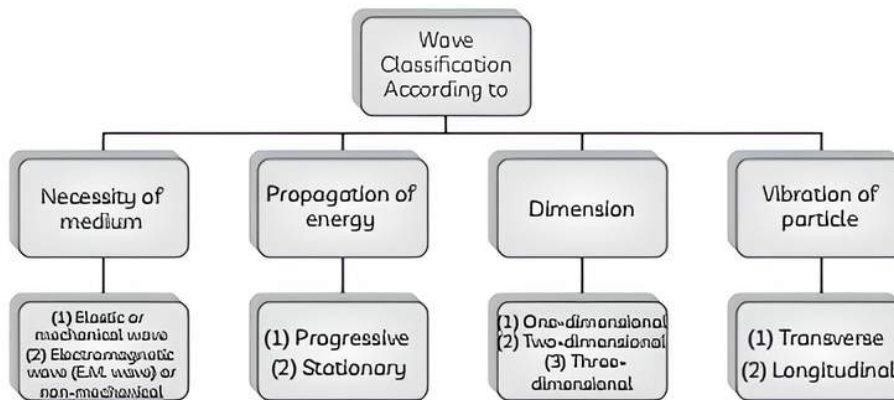 Wave
Classification
According to
Necessity of
medium
Propagation of
energy
Dimension
Vibration of
particle
(1) Elastic or
mechanical wave
(2) Electromagnetic
wave (E.M. wave) or
non-mechanical
(1) Progressive
(2) Stationary
(1) One-dimensional
(2) Two-dimensional
(3) Three-
dimensional
(1) Transverse
(2) Longitudinal